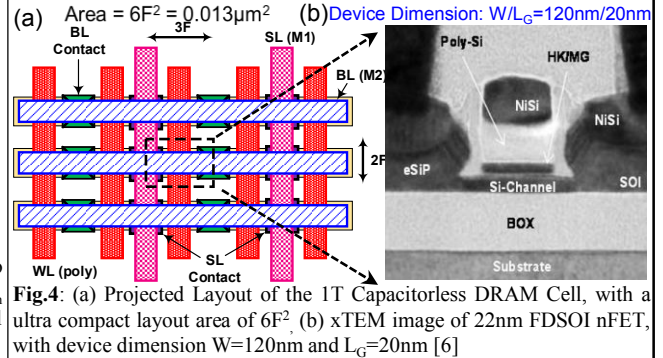 (a) Area = 6F² = 0.013µm²
3F
BL
Contact
SL (M1)
BL (M2)
2F
WL (poly)
SL
Contact
(b) Device Dimension: W/L_G=120nm/20nm
Poly-Si
HK/MG
NiSi
NiSi
eSiP
Si-Channel
SOI
BOX
Substrate
Fig.4: (a) Projected Layout of the 1T Capacitorless DRAM Cell, with a
ultra compact layout area of 6F², (b) xTEM image of 22nm FDSOI nFET,
with device dimension W=120nm and L_G=20nm [6]